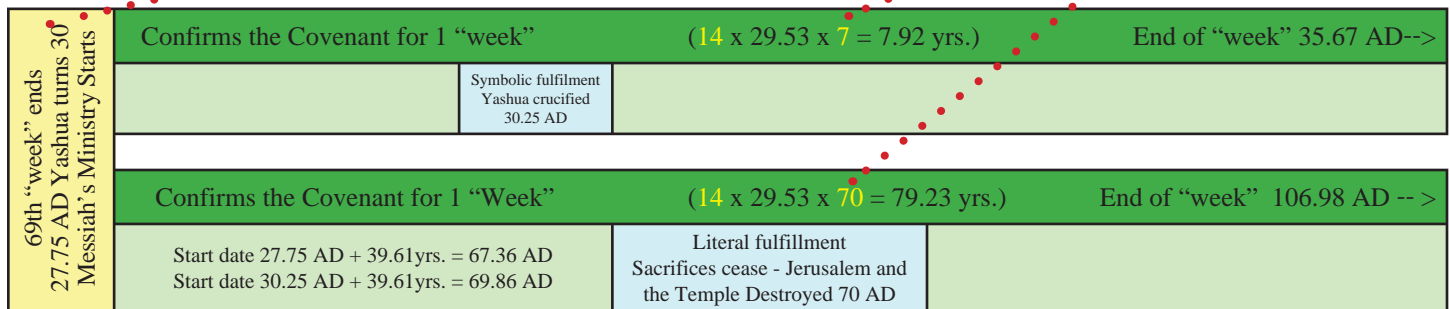 69th “week” ends
27.75 AD Yashua turns 30
Messiah’s Ministry Starts
Confirms the Covenant for 1 “week” (14 x 29.53 x 7 = 7.92 yrs.) End of “week” 35.67 AD-->
Symbolic fulfilment
Yashua crucified
30.25 AD
Confirms the Covenant for 1 “Week” (14 x 29.53 x 70 = 79.23 yrs.) End of “week” 106.98 AD -- >
Start date 27.75 AD + 39.61yrs. = 67.36 AD
Start date 30.25 AD + 39.61yrs. = 69.86 AD
Literal fulfillment
Sacrifices cease - Jerusalem and
the Temple Destroyed 70 AD